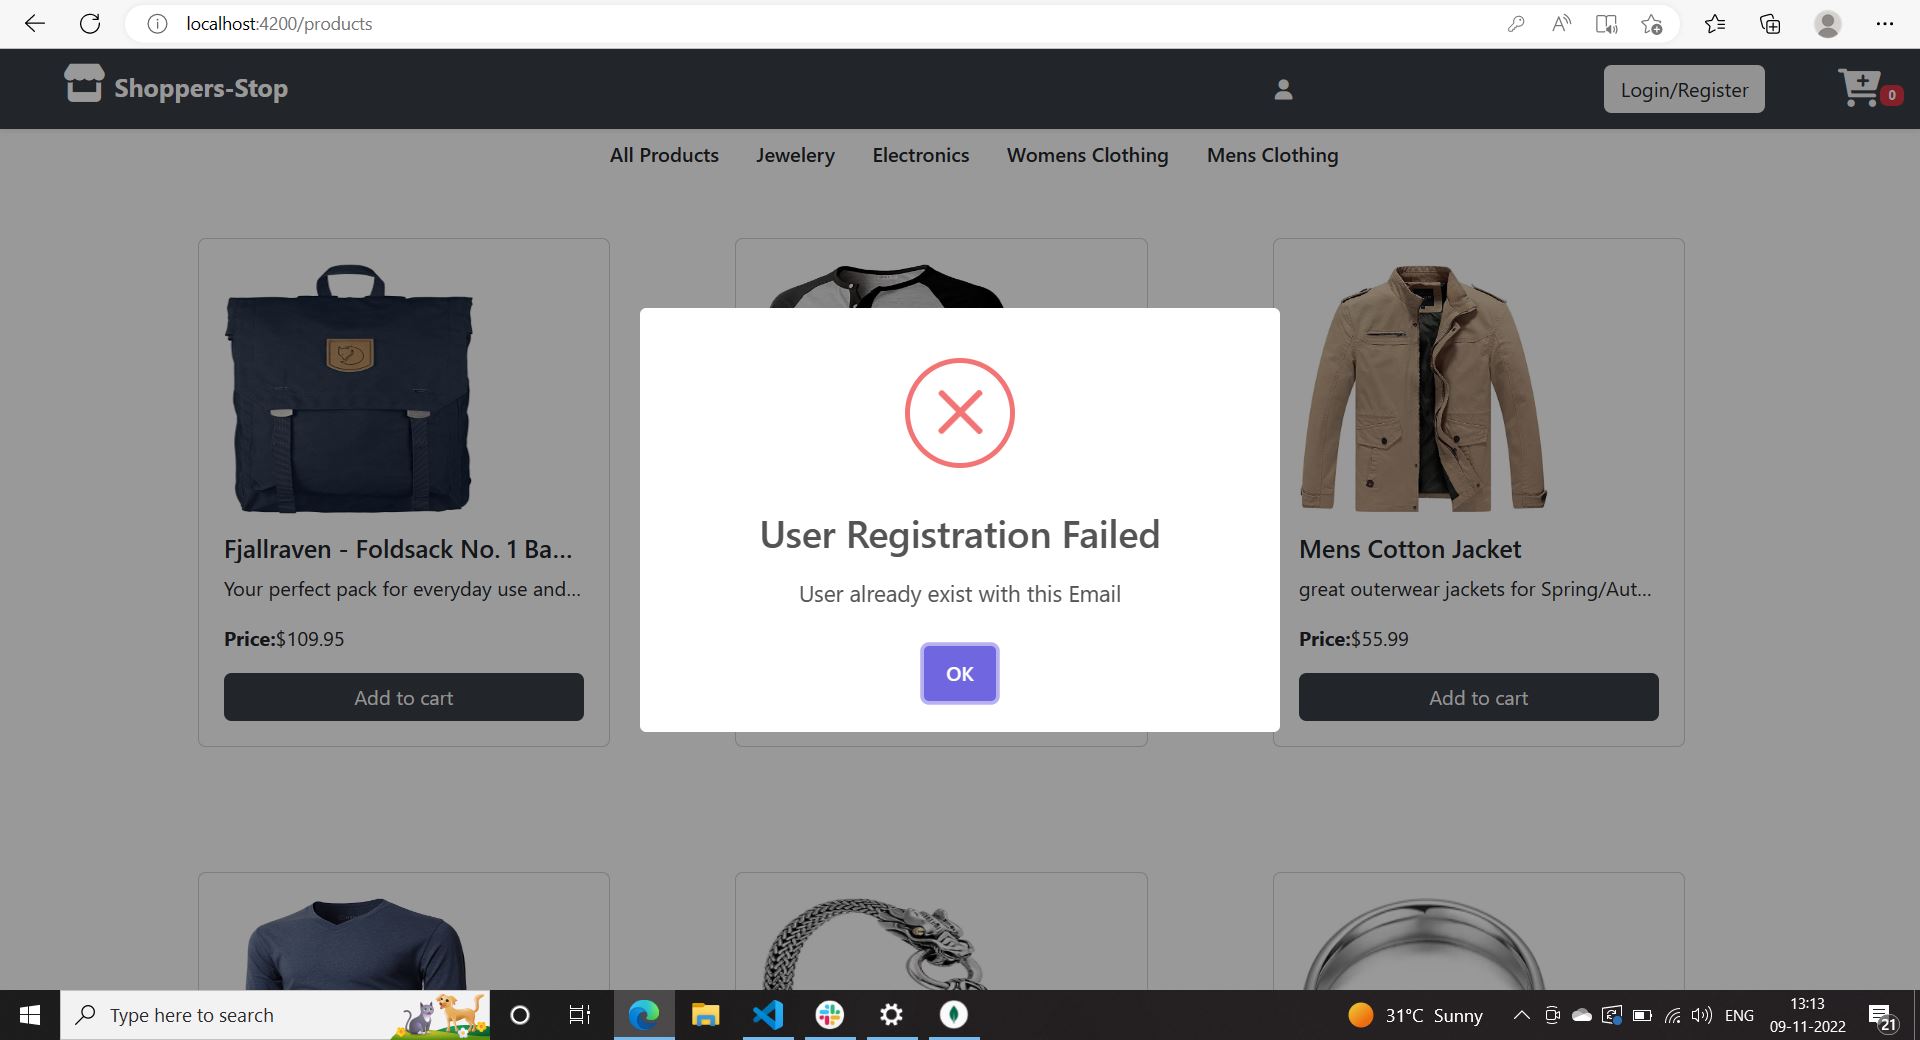 localhost:4200/products
Shoppers-Stop
Login/Register
0
All Products Jewelery Electronics Womens Clothing Mens Clothing
User Registration Failed
User already exist with this Email
OK
Fjallraven - Foldsack No. 1 Ba...
Your perfect pack for everyday use and...
Price:$109.95
Add to cart
Mens Cotton Jacket
great outerwear jackets for Spring/Aut...
Price:$55.99
Add to cart
Type here to search
31°C Sunny
ENG
13:13
09-11-2022
21